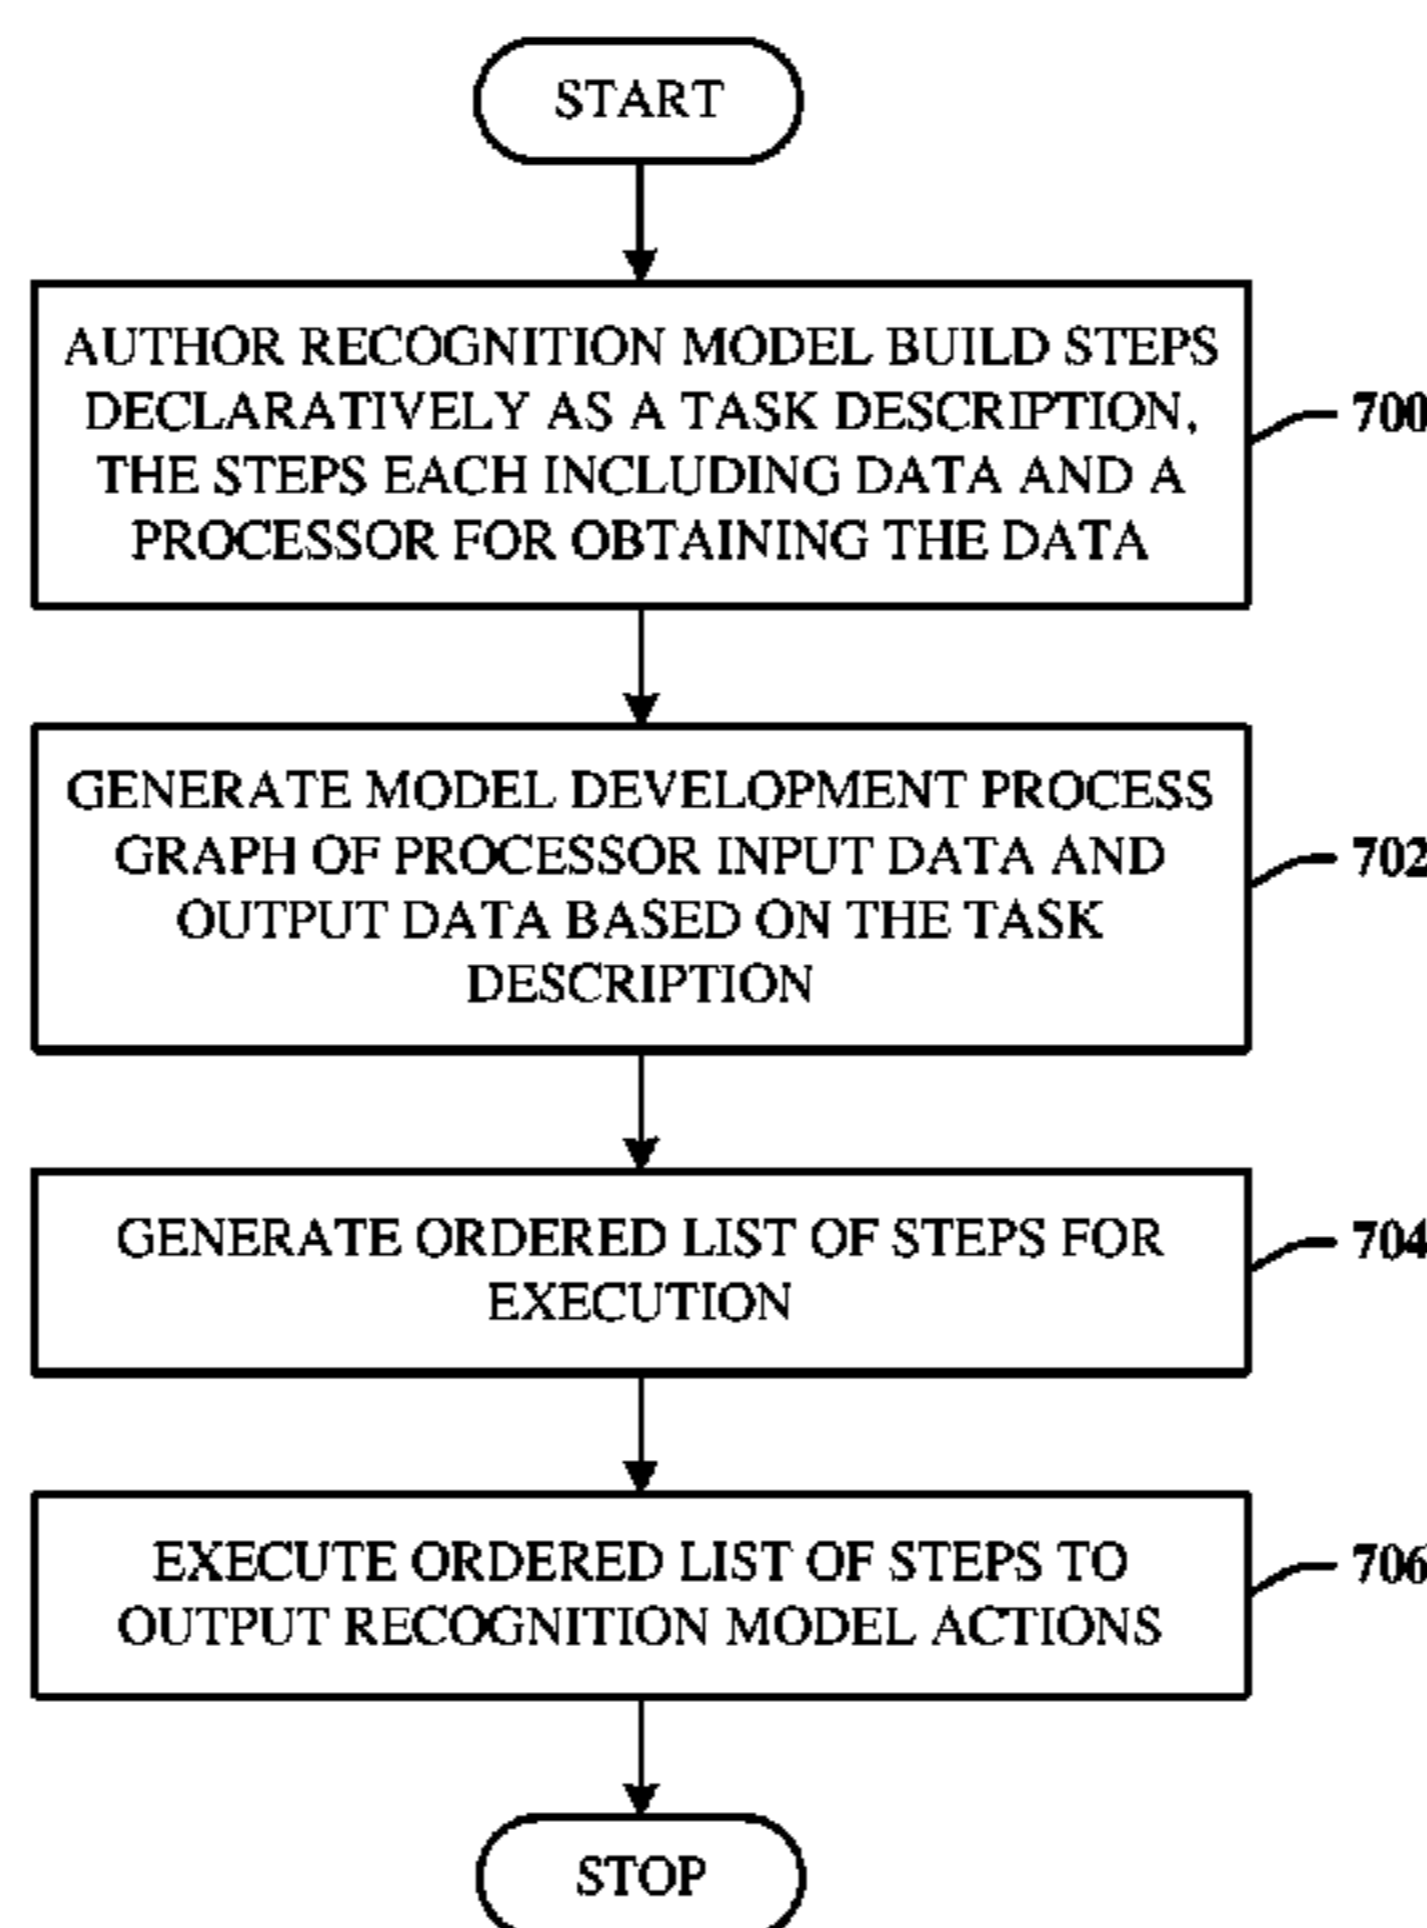 START
AUTHOR RECOGNITION MODEL BUILD STEPS
DECLARATIVELY AS A TASK DESCRIPTION,
THE STEPS EACH INCLUDING DATA AND A
PROCESSOR FOR OBTAINING THE DATA
700
GENERATE MODEL DEVELOPMENT PROCESS
GRAPH OF PROCESSOR INPUT DATA AND
OUTPUT DATA BASED ON THE TASK
DESCRIPTION
702
GENERATE ORDERED LIST OF STEPS FOR
EXECUTION
704
EXECUTE ORDERED LIST OF STEPS TO
OUTPUT RECOGNITION MODEL ACTIONS
706
STOP